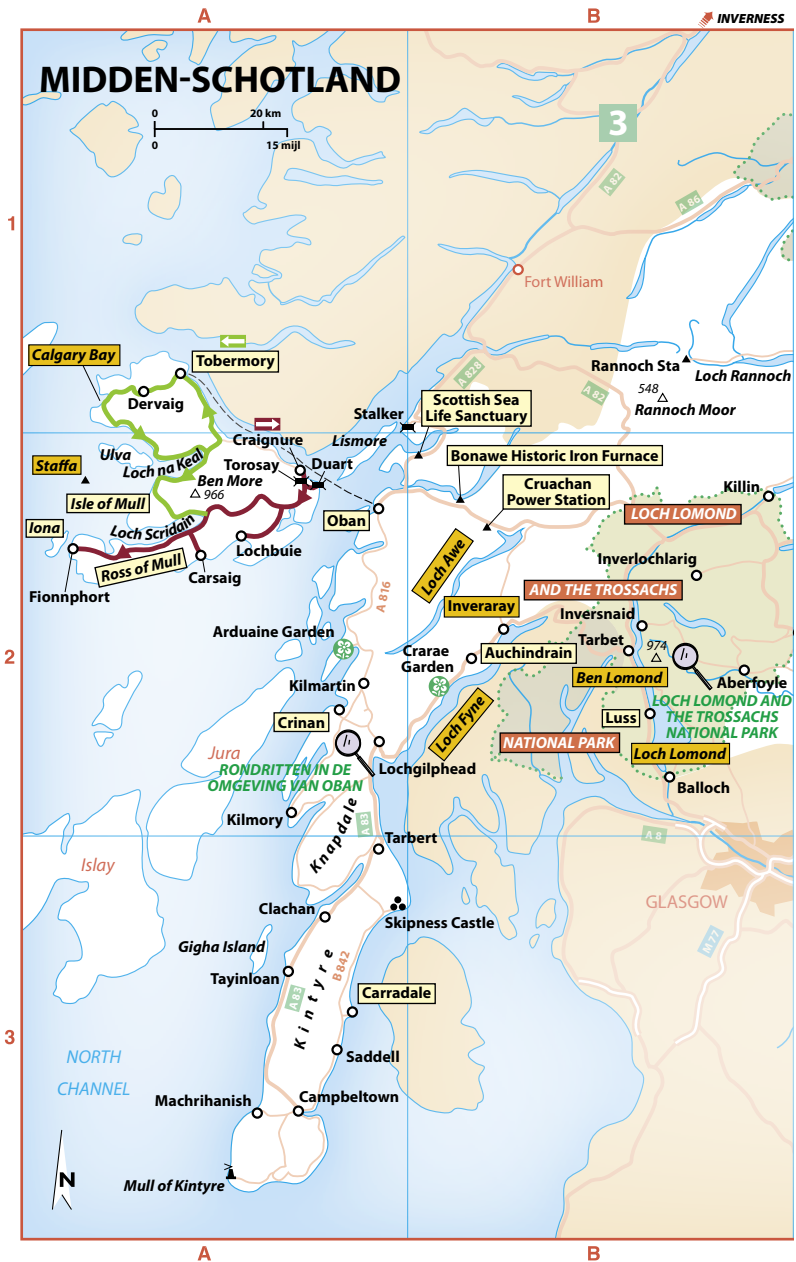 A
B
INVERNESS
MIDDEN-SCHOTLAND
0
20 km
0
15 mijl
3
A 82
A 86
1
Fort William
Calgary Bay
Tobermory
Dervaig
A 828
A 82
Rannoch Sta
Loch Rannoch
548
Rannoch Moor
Scottish Sea
Life Sanctuary
Stalker
Lismore
Craignure
Ulva
Loch na Keal
Torosay
Duart
Bonawe Historic Iron Furnace
Staffa
Ben More
966
Cruachan
Power Station
Killin
Isle of Mull
Iona
Loch Scridain
Oban
LOCH LOMOND
Ross of Mull
Lochbuie
Loch Awe
Inverlochlarig
Carsaig
Fionnphort
A 816
AND THE TROSSACHS
Inveraray
Inversnaid
Arduaine Garden
2
Crarae
Garden
Auchindrain
Tarbet
974
Kilmartin
Ben Lomond
Aberfoyle
LOCH LOMOND AND
THE TROSSACHS
NATIONAL PARK
Crinan
Loch Fyne
Luss
NATIONAL PARK
Jura
Loch Lomond
RONDRITTEN IN DE
OMGEVING VAN OBAN
Lochgilphead
Balloch
Kilmory
Knapdale
A 83
Tarbert
A 8
Islay
GLASGOW
Clachan
Skipness Castle
Gigha Island
M 77
Tayinloan
B 842
A 83
Kintyre
Carradale
3
Saddell
NORTH
CHANNEL
Machrihanish
Campbeltown
N
Mull of Kintyre
A
B